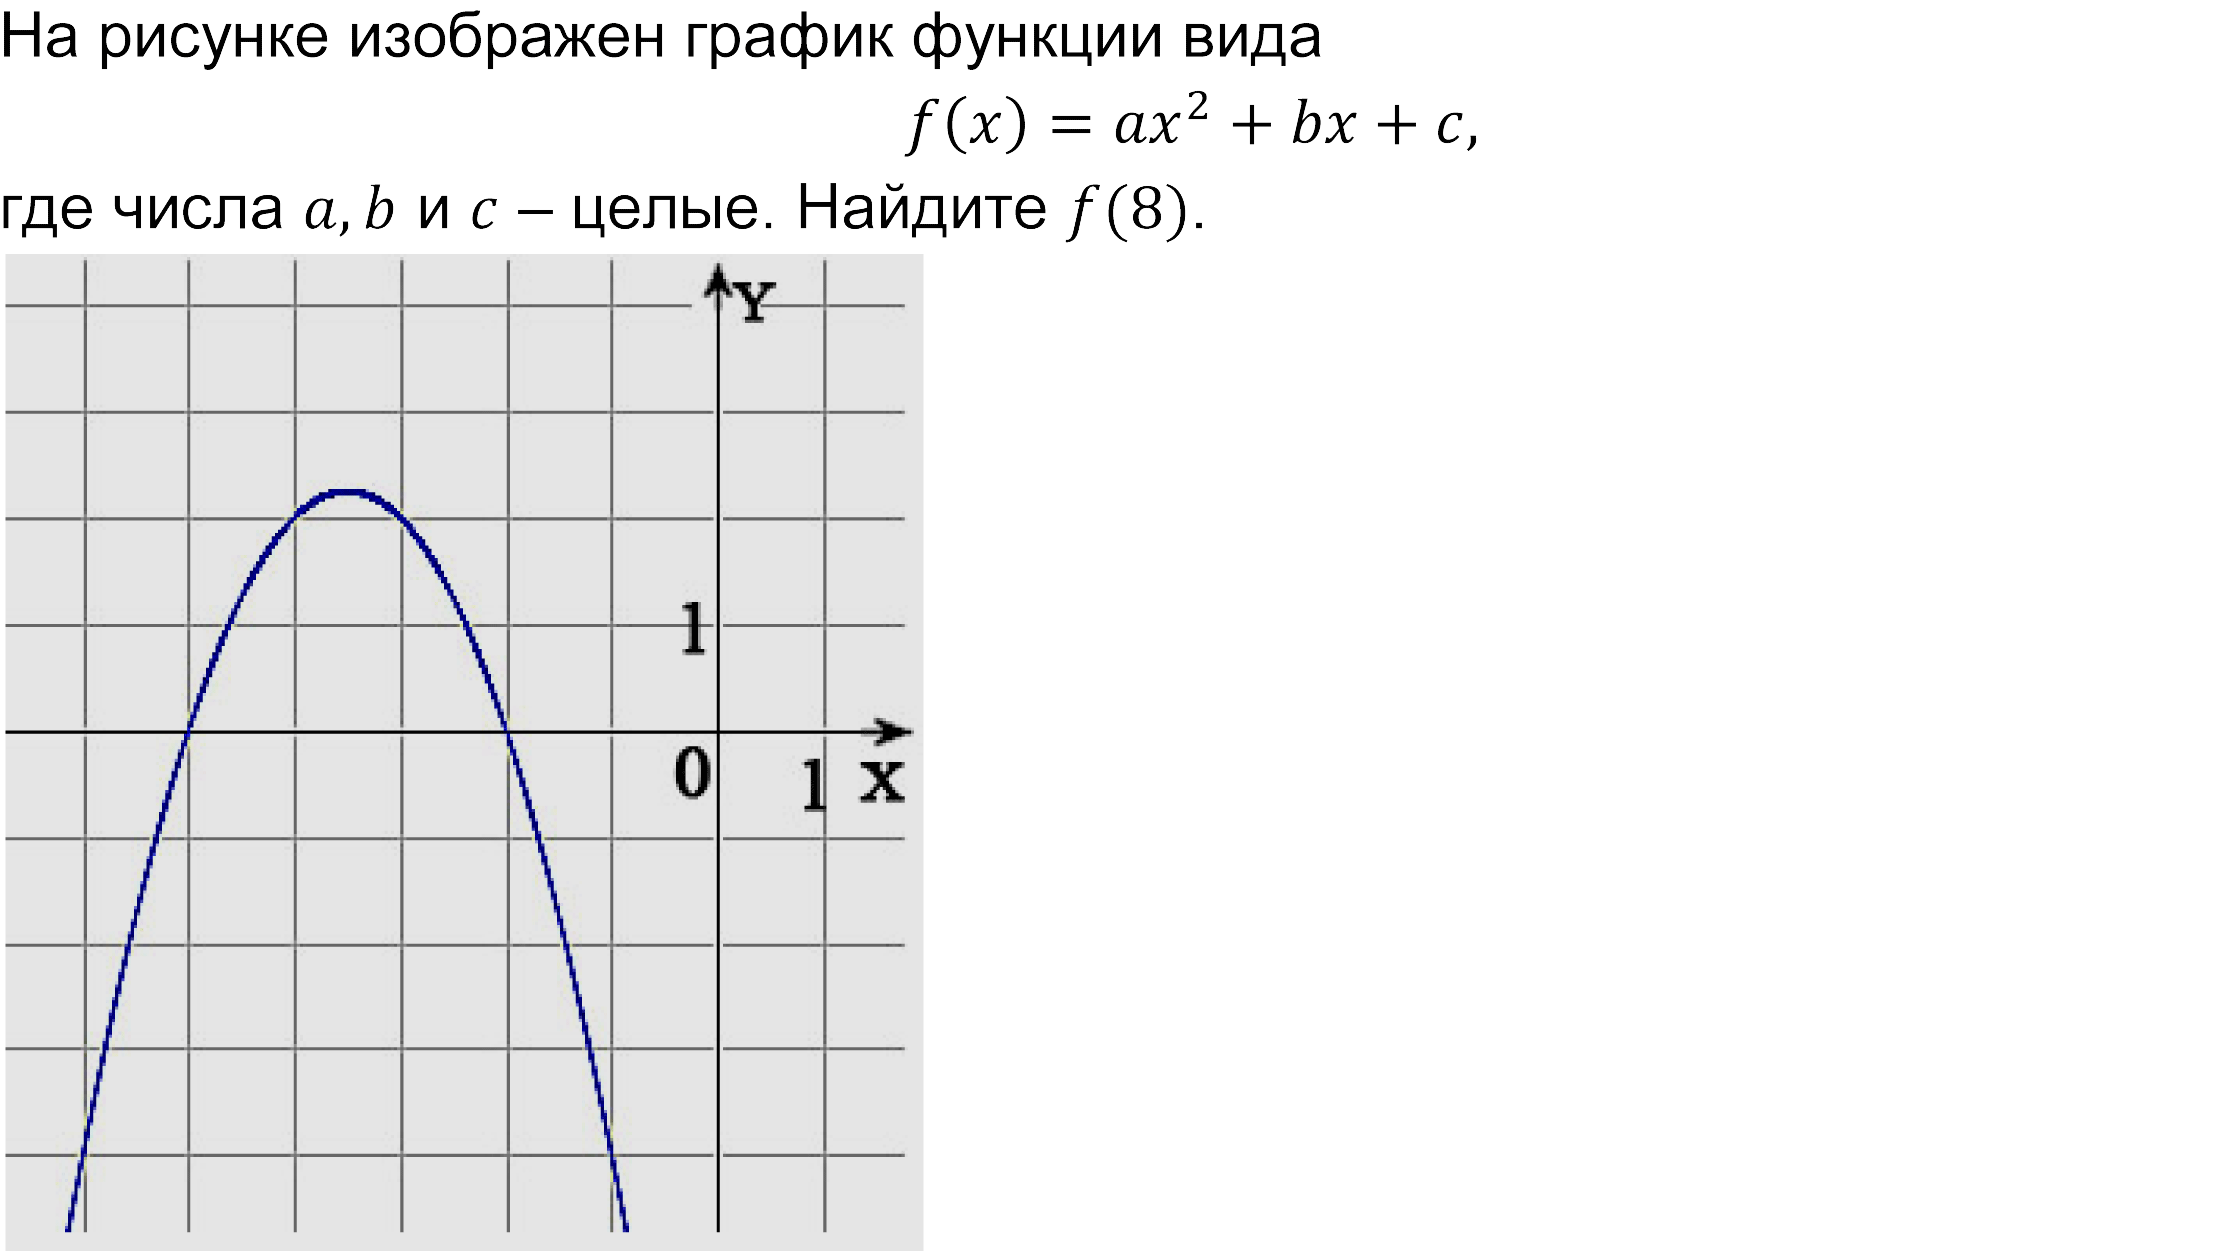 На рисунке изображен график функции вида
f(x) = ax² + bx + c,
где числа a, b и c − целые. Найдите f(8).
Y
1
0
1
X